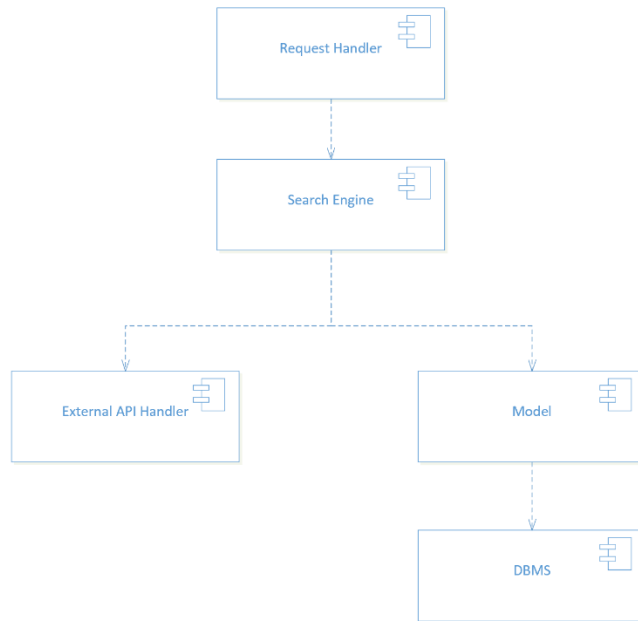 Request Handler
Search Engine
External API Handler
Model
DBMS